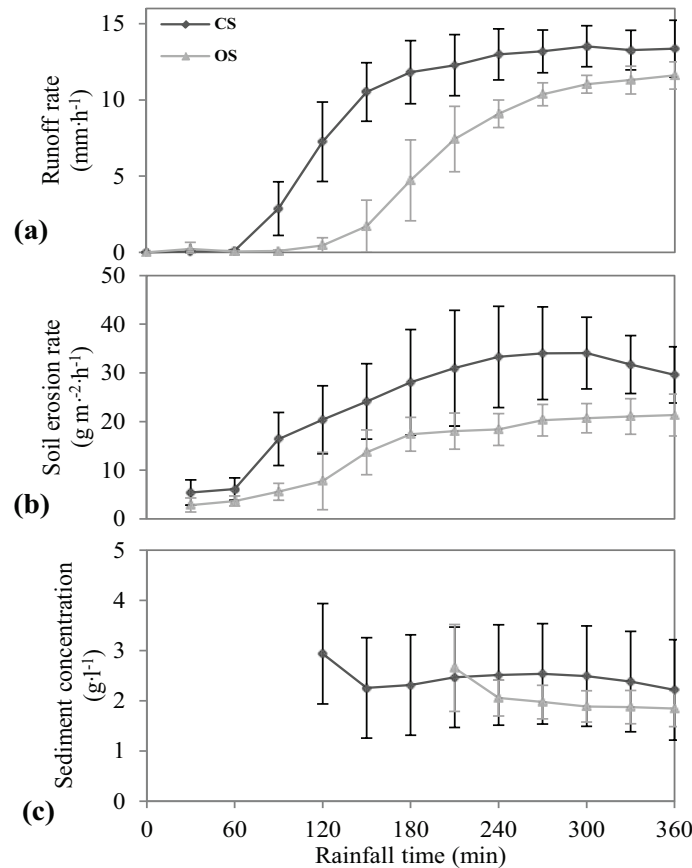 15
10
5
0
CS
OS
Runoff rate
(mm·h⁻¹)
(a)
50
40
30
20
10
0
Soil erosion rate
(g m·⁻²·h⁻¹)
(b)
5
4
3
2
1
0
Sediment concentration
(g·l⁻¹)
(c)
0 60 120 180 240 300 360
Rainfall time (min)